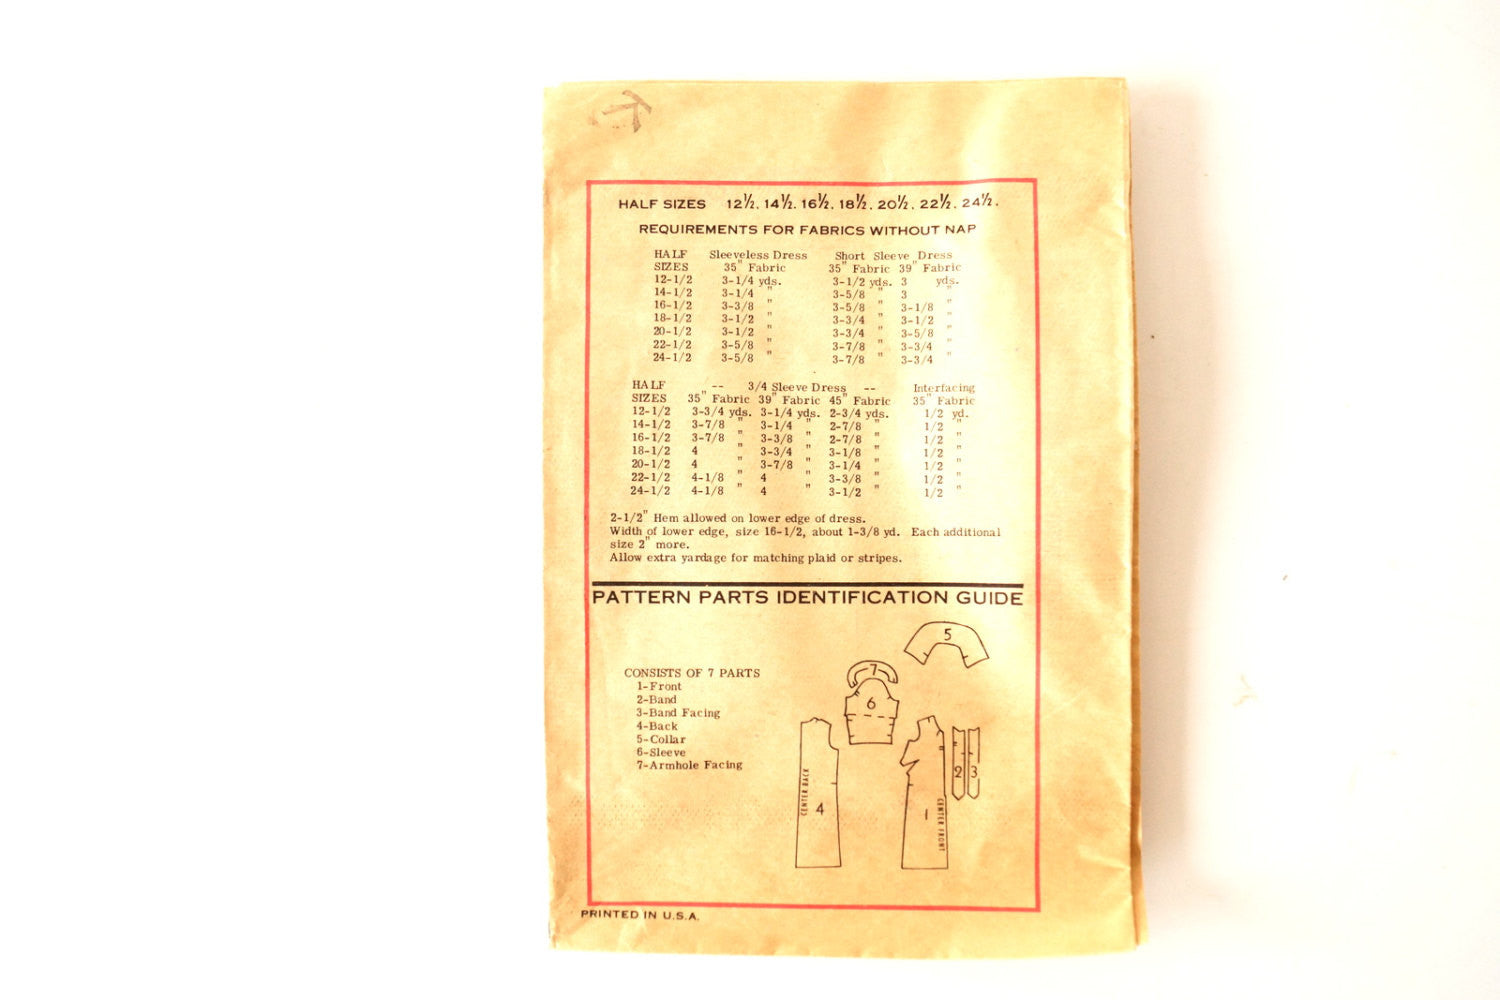 HALF SIZES 12½. 14½. 16½. 18½. 20½. 22½. 24½.
REQUIREMENTS FOR FABRICS WITHOUT NAP
HALF Sleeveless Dress Short Sleeve Dress
SIZES 35" Fabric 35" Fabric 39" Fabric
12-1/2 3-1/4 yds. 3-1/2 yds. 3 yds.
14-1/2 3-1/4 " 3-5/8 " 3 "
16-1/2 3-3/8 " 3-5/8 " 3-1/8 "
18-1/2 3-1/2 " 3-3/4 " 3-1/2 "
20-1/2 3-1/2 " 3-3/4 " 3-5/8 "
22-1/2 3-5/8 " 3-7/8 " 3-3/4 "
24-1/2 3-5/8 " 3-7/8 " 3-3/4 "
HALF -- 3/4 Sleeve Dress -- Interfacing
SIZES 35" Fabric 39" Fabric 45" Fabric 35" Fabric
12-1/2 3-3/4 yds. 3-1/4 yds. 2-3/4 yds. 1/2 yd.
14-1/2 3-7/8 " 3-1/4 " 2-7/8 " 1/2 "
16-1/2 3-7/8 " 3-3/8 " 2-7/8 " 1/2 "
18-1/2 4 " 3-3/4 " 3-1/8 " 1/2 "
20-1/2 4 " 3-7/8 " 3-1/4 " 1/2 "
22-1/2 4-1/8 " 4 " 3-3/8 " 1/2 "
24-1/2 4-1/8 " 4 " 3-1/2 " 1/2 "
2-1/2" Hem allowed on lower edge of dress.
Width of lower edge, size 16-1/2, about 1-3/8 yd. Each additional
size 2" more.
Allow extra yardage for matching plaid or stripes.
PATTERN PARTS IDENTIFICATION GUIDE
CONSISTS OF 7 PARTS
1-Front
2-Band
3-Band Facing
4-Back
5-Collar
6-Sleeve
7-Armhole Facing
5
7
6
CENTER BACK
4
1
CENTER FRONT
2
3
PRINTED IN U.S.A.